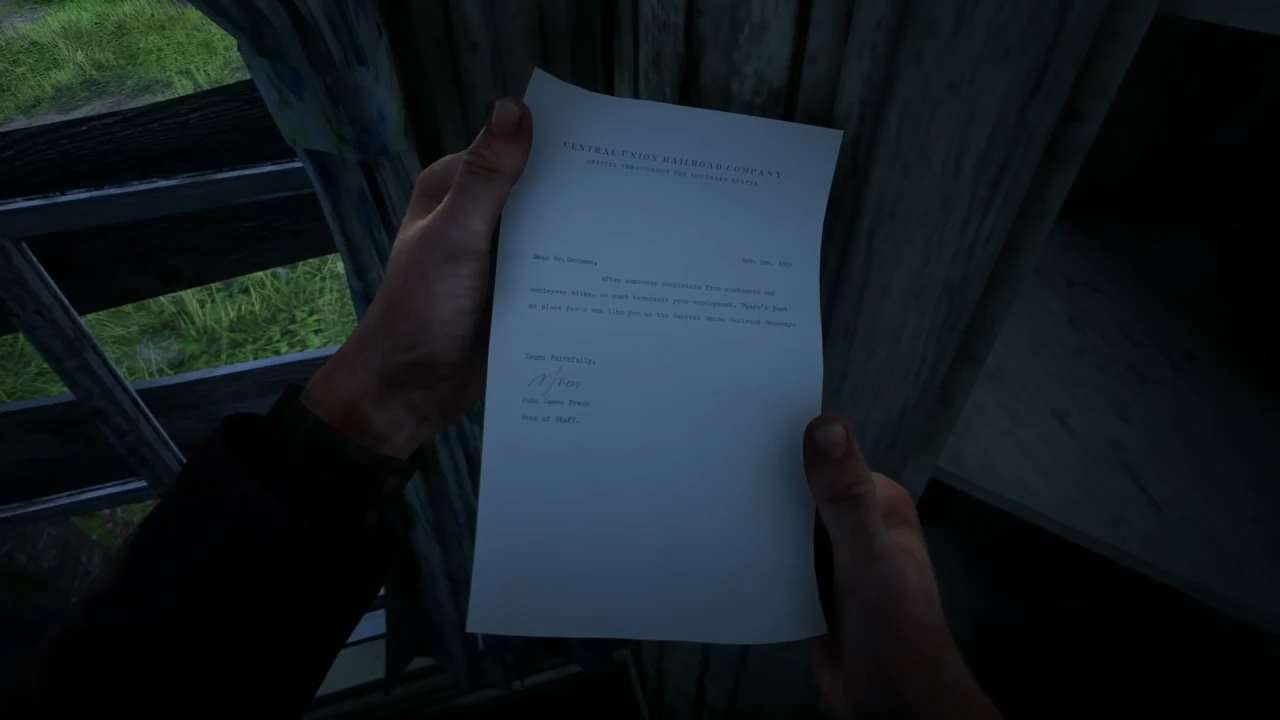 CENTRAL UNION RAILROAD COMPANY
OFFICES THROUGHOUT THE SOUTHERN STATES
Dear Mr.
After numerous complaints from customers and
employees alike, we must terminate your employment. There's just
no place for a man like you at the Central Union Railroad Company.
Yours Faithfully,
John James
Head of Staff.